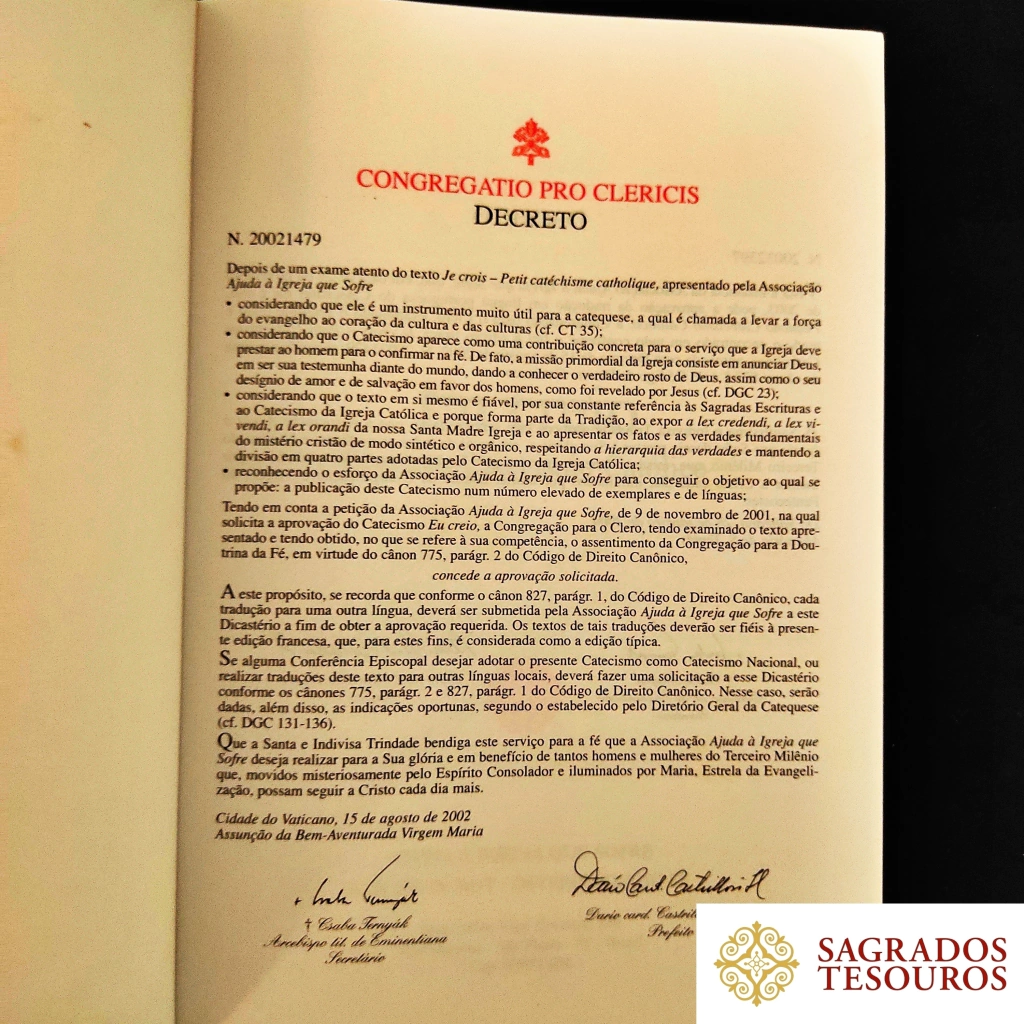 CONGREGATIO PRO CLERICIS
DECRETO
N. 20021479
Depois de um exame atento do texto Je crois – Petit catéchisme catholique, apresentado pela Associação
Ajuda à Igreja que Sofre
• considerando que ele é um instrumento muito útil para a catequese, a qual é chamada a levar a força
do evangelho ao coração da cultura e das culturas (cf. CT 35);
• considerando que o Catecismo aparece como uma contribuição concreta para o serviço que a Igreja deve
prestar ao homem para o confirmar na fé. De fato, a missão primordial da Igreja consiste em anunciar Deus,
em ser sua testemunha diante do mundo, dando a conhecer o verdadeiro rosto de Deus, assim como o seu
desígnio de amor e de salvação em favor dos homens, como foi revelado por Jesus (cf. DGC 23);
• considerando que o texto em si mesmo é fiável, por sua constante referência às Sagradas Escrituras e
ao Catecismo da Igreja Católica e porque forma parte da Tradição, ao expor a lex credendi, a lex vi-
vendi, a lex orandi da nossa Santa Madre Igreja e ao apresentar os fatos e as verdades fundamentais
do mistério cristão de modo sintético e orgânico, respeitando a hierarquia das verdades e mantendo a
divisão em quatro partes adotadas pelo Catecismo da Igreja Católica;
• reconhecendo o esforço da Associação Ajuda à Igreja que Sofre para conseguir o objetivo ao qual se
propõe: a publicação deste Catecismo num número elevado de exemplares e de línguas;
Tendo em conta a petição da Associação Ajuda à Igreja que Sofre, de 9 de novembro de 2001, na qual
solicita a aprovação do Catecismo Eu creio, a Congregação para o Clero, tendo examinado o texto apre-
sentado e tendo obtido, no que se refere à sua competência, o assentimento da Congregação para a Dou-
trina da Fé, em virtude do cânon 775, parágr. 2 do Código de Direito Canônico,
concede a aprovação solicitada.
A este propósito, se recorda que conforme o cânon 827, parágr. 1, do Código de Direito Canônico, cada
tradução para uma outra língua, deverá ser submetida pela Associação Ajuda à Igreja que Sofre a este
Dicastério a fim de obter a aprovação requerida. Os textos de tais traduções deverão ser fiéis à presen-
te edição francesa, que, para estes fins, é considerada como a edição típica.
Se alguma Conferência Episcopal desejar adotar o presente Catecismo como Catecismo Nacional, ou
realizar traduções deste texto para outras línguas locais, deverá fazer uma solicitação a esse Dicastério
conforme os cânones 775, parágr. 2 e 827, parágr. 1 do Código de Direito Canônico. Nesse caso, serão
dadas, além disso, as indicações oportunas, segundo o estabelecido pelo Diretório Geral da Catequese
(cf. DGC 131-136).
Que a Santa e Indivisa Trindade bendiga este serviço para a fé que a Associação Ajuda à Igreja que
Sofre deseja realizar para a Sua glória e em benefício de tantos homens e mulheres do Terceiro Milênio
que, movidos misteriosamente pelo Espírito Consolador e iluminados por Maria, Estrela da Evangeli-
zação, possam seguir a Cristo cada dia mais.
Cidade do Vaticano, 15 de agosto de 2002
Assunção da Bem-Aventurada Virgem Maria
† Csaba Ternyák
Arcebispo tit. de Eminentiana
Secretário
Dario card.
Prefeito
SAGRADOS
TESOUROS